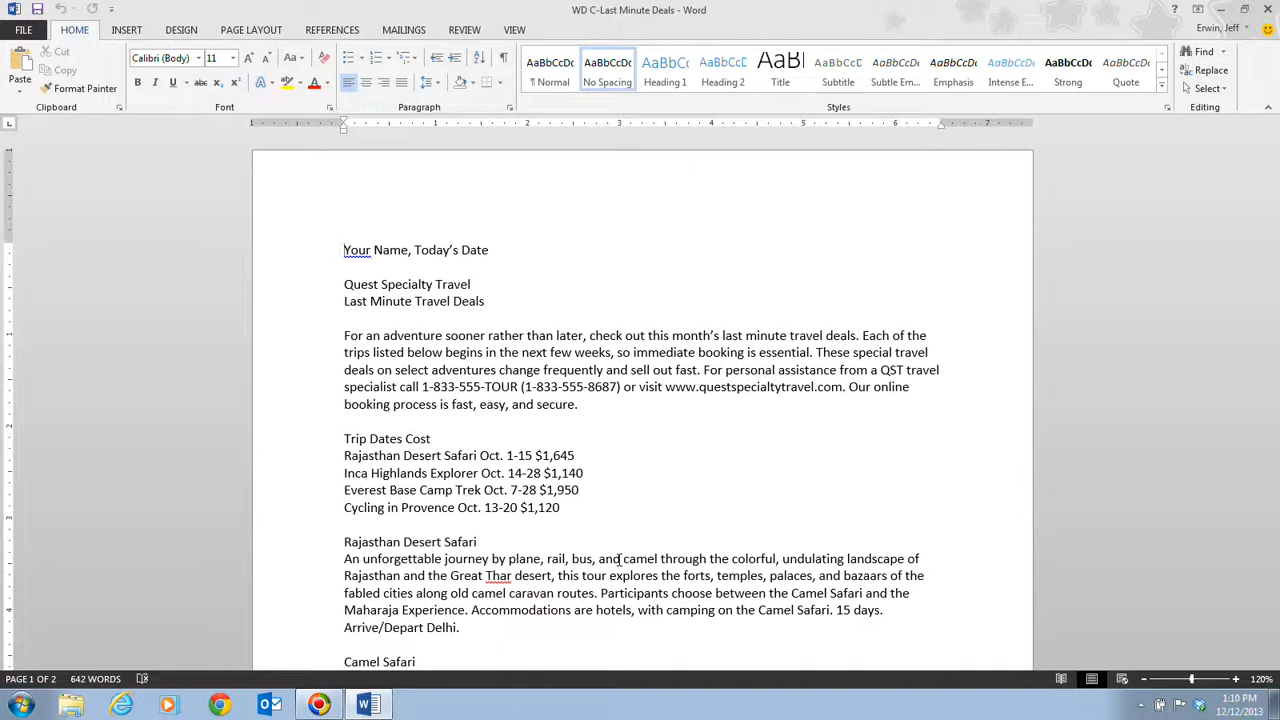 WD C-Last Minute Deals - Word
FILE HOME INSERT DESIGN PAGE LAYOUT REFERENCES MAILINGS REVIEW VIEW Erwin, Jeff
Paste Cut Copy Format Painter Clipboard
Calibri (Body) 11 Aa Font
Paragraph
AaBbCcDc ¶ Normal
AaBbCcDc No Spacing
AaBbCc Heading 1
AaBbCcC Heading 2
AaBl Title
AaBbCcC Subtitle
AaBbCcDc Subtle Em...
AaBbCcDc Emphasis
AaBbCcDc Intense E...
AaBbCcDc Strong
AaBbCcDc Quote
Styles
Find Replace Select Editing
1 1 2 3 4 5 6 7
Your Name, Today’s Date
Quest Specialty Travel
Last Minute Travel Deals
For an adventure sooner rather than later, check out this month’s last minute travel deals. Each of the
trips listed below begins in the next few weeks, so immediate booking is essential. These special travel
deals on select adventures change frequently and sell out fast. For personal assistance from a QST travel
specialist call 1-833-555-TOUR (1-833-555-8687) or visit www.questspecialtytravel.com. Our online
booking process is fast, easy, and secure.
Trip Dates Cost
Rajasthan Desert Safari Oct. 1-15 $1,645
Inca Highlands Explorer Oct. 14-28 $1,140
Everest Base Camp Trek Oct. 7-28 $1,950
Cycling in Provence Oct. 13-20 $1,120
Rajasthan Desert Safari
An unforgettable journey by plane, rail, bus, and camel through the colorful, undulating landscape of
Rajasthan and the Great Thar desert, this tour explores the forts, temples, palaces, and bazaars of the
fabled cities along old camel caravan routes. Participants choose between the Camel Safari and the
Maharaja Experience. Accommodations are hotels, with camping on the Camel Safari. 15 days.
Arrive/Depart Delhi.
Camel Safari
PAGE 1 OF 2 642 WORDS 120%
1:10 PM
12/12/2013